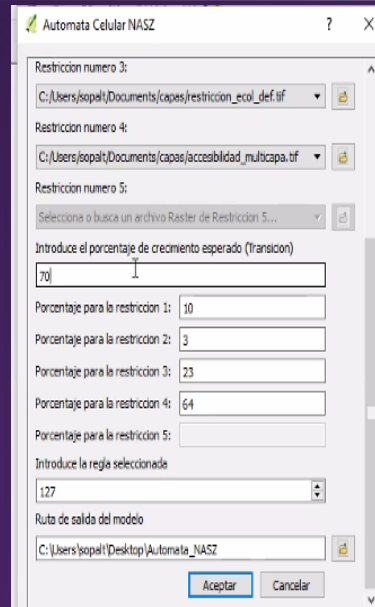 Automata Celular NASZ
Restriccion numero 3:
C:/Users/sopalt/Documents/capas/restriccion_ecol_def.tif
Restriccion numero 4:
C:/Users/sopalt/Documents/capas/accesibilidad_multicapa.tif
Restriccion numero 5:
Selecciona o busca un archivo Raster de Restriccion 5...
Introduce el porcentaje de crecimiento esperado (Transicion)
70
Porcentaje para la restriccion 1: 10
Porcentaje para la restriccion 2: 3
Porcentaje para la restriccion 3: 23
Porcentaje para la restriccion 4: 64
Porcentaje para la restriccion 5:
Introduce la regla seleccionada
127
Ruta de salida del modelo
C:\Users\sopalt\Desktop\Automata_NASZ
Aceptar Cancelar